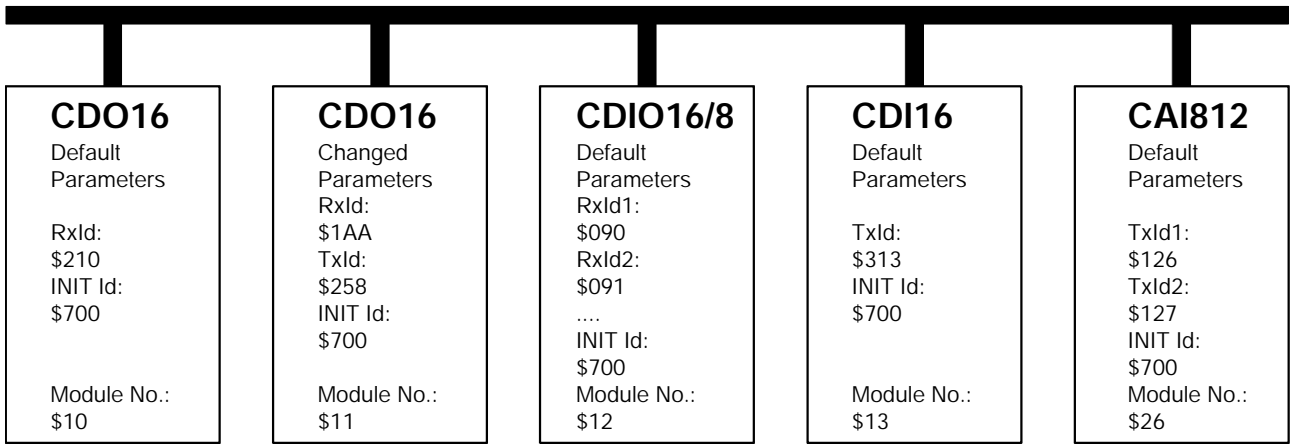 CDO16
Default
Parameters
RxId:
$210
INIT Id:
$700
Module No.:
$10
CDO16
Changed
Parameters
RxId:
$1AA
TxId:
$258
INIT Id:
$700
Module No.:
$11
CDIO16/8
Default
Parameters
RxId1:
$090
RxId2:
$091
....
INIT Id:
$700
Module No.:
$12
CDI16
Default
Parameters
TxId:
$313
INIT Id:
$700
Module No.:
$13
CAI812
Default
Parameters
TxId1:
$126
TxId2:
$127
INIT Id:
$700
Module No.:
$26